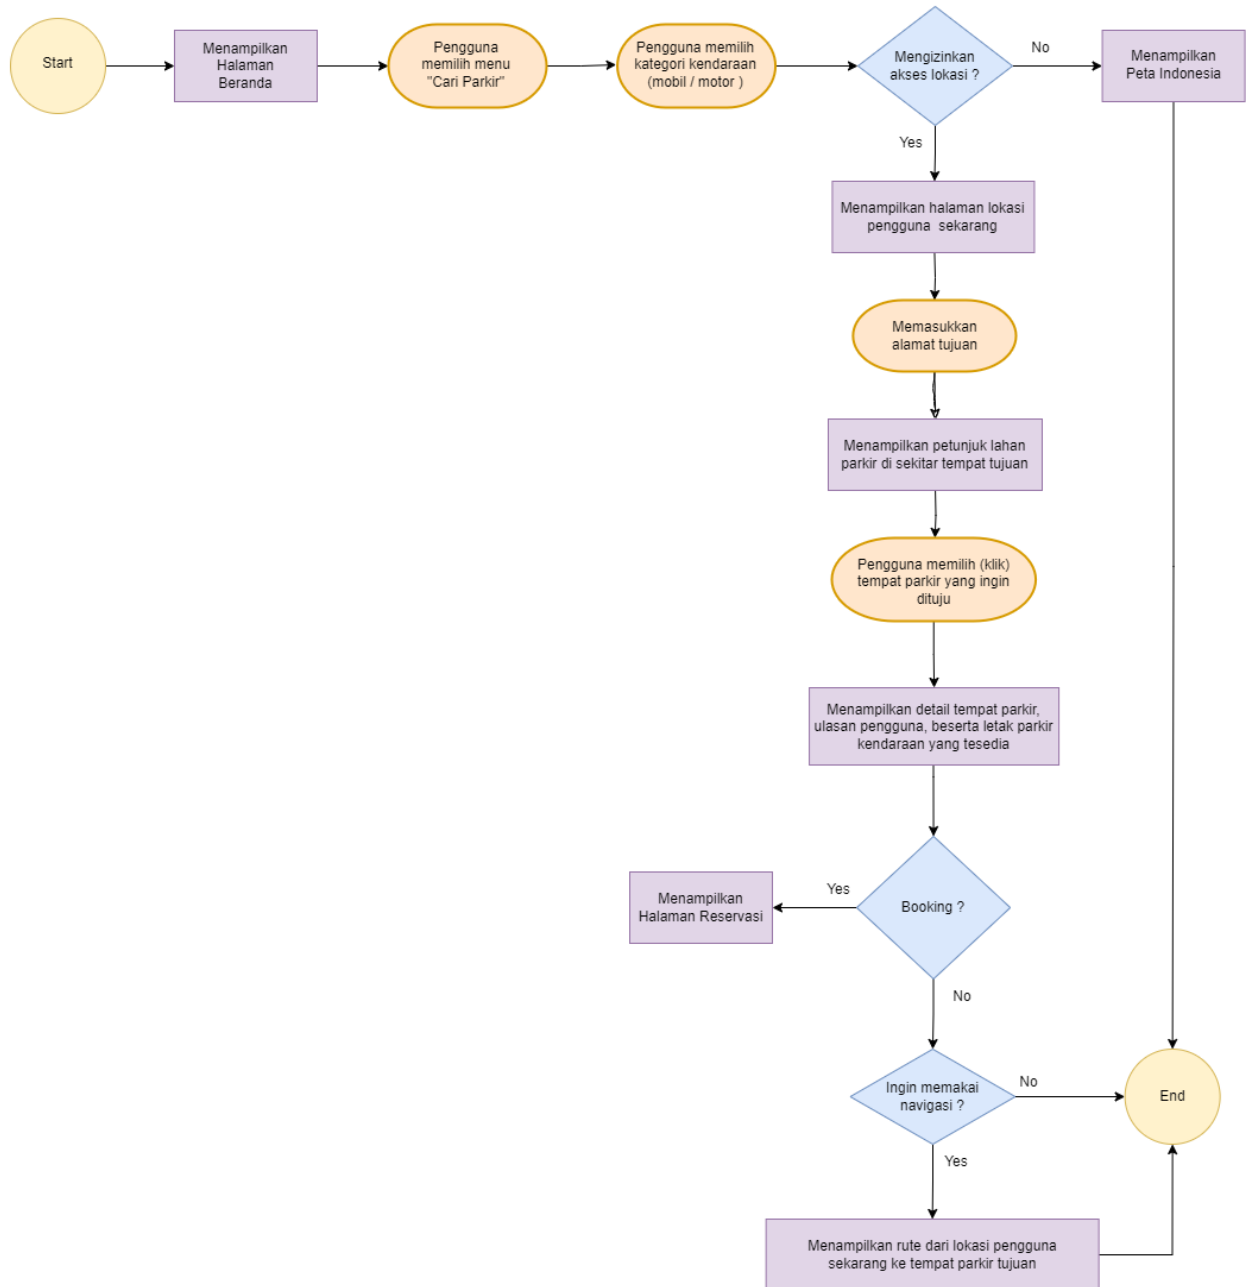 Start
Menampilkan
Halaman
Beranda
Pengguna
memilih menu
"Cari Parkir"
Pengguna memilih
kategori kendaraan
(mobil / motor )
Mengizinkan
akses lokasi ?
No
Menampilkan
Peta Indonesia
Yes
Menampilkan halaman lokasi
pengguna sekarang
Memasukkan
alamat tujuan
Menampilkan petunjuk lahan
parkir di sekitar tempat tujuan
Pengguna memilih (klik)
tempat parkir yang ingin
dituju
Menampilkan detail tempat parkir,
ulasan pengguna, beserta letak parkir
kendaraan yang tesedia
Booking ?
Yes
Menampilkan
Halaman Reservasi
No
Ingin memakai
navigasi ?
No
End
Yes
Menampilkan rute dari lokasi pengguna
sekarang ke tempat parkir tujuan